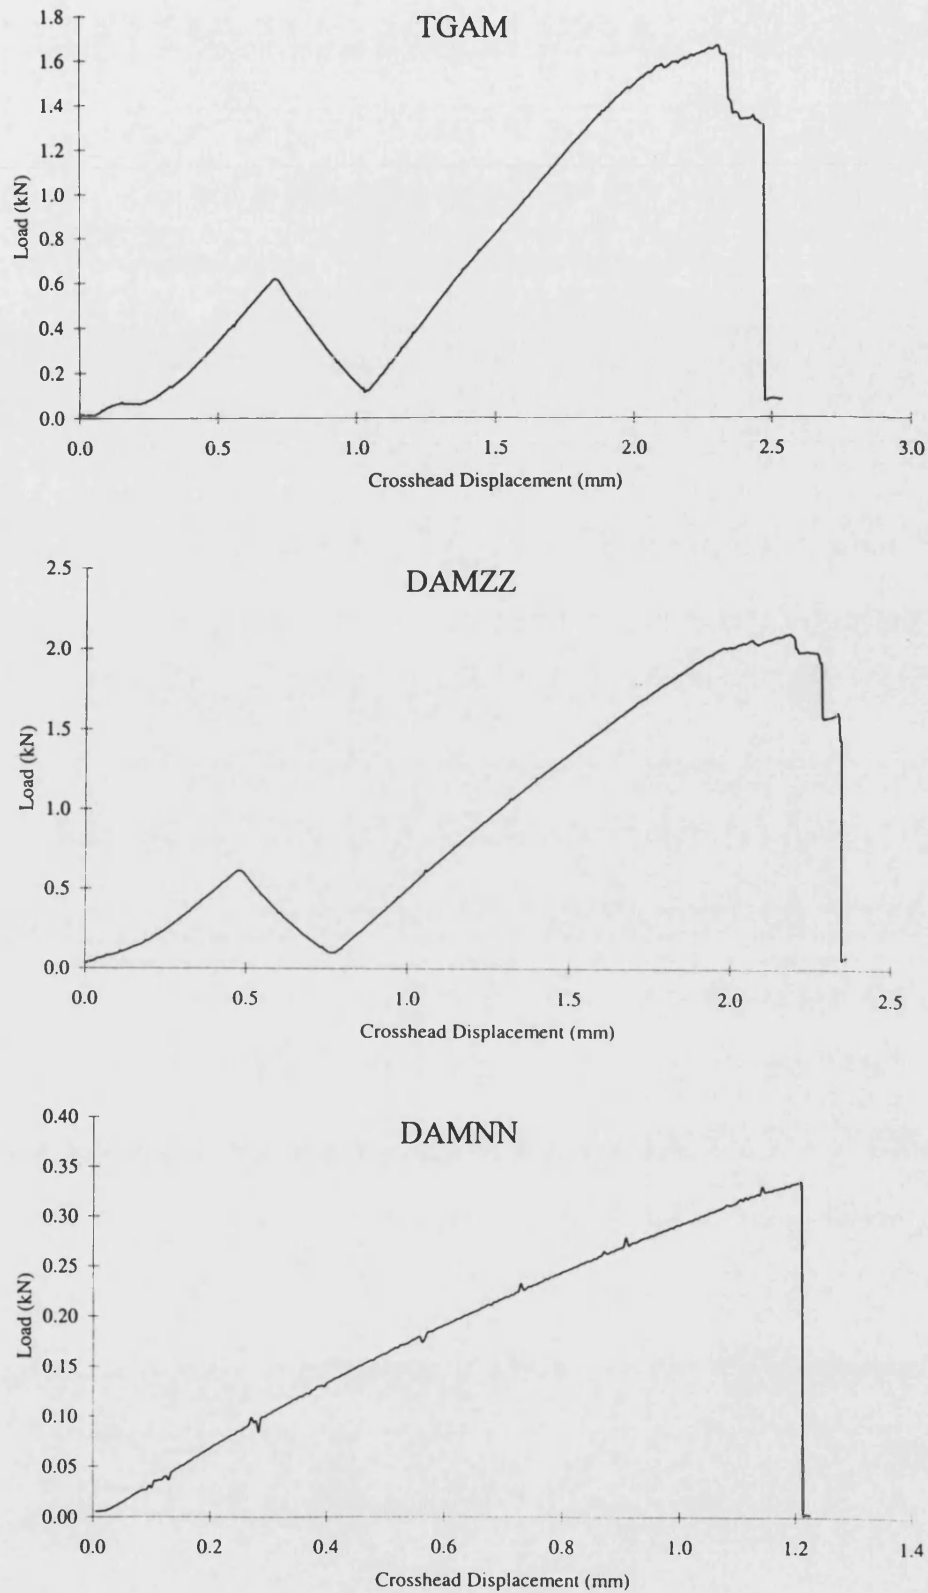 TGAM
1.8
1.6
1.4
1.2
1.0
0.8
0.6
0.4
0.2
0.0
Load (kN)
0.0 0.5 1.0 1.5 2.0 2.5 3.0
Crosshead Displacement (mm)
DAMZZ
2.5
2.0
1.5
1.0
0.5
0.0
Load (kN)
0.0 0.5 1.0 1.5 2.0 2.5
Crosshead Displacement (mm)
DAMNN
0.40
0.35
0.30
0.25
0.20
0.15
0.10
0.05
0.00
Load (kN)
0.0 0.2 0.4 0.6 0.8 1.0 1.2 1.4
Crosshead Displacement (mm)